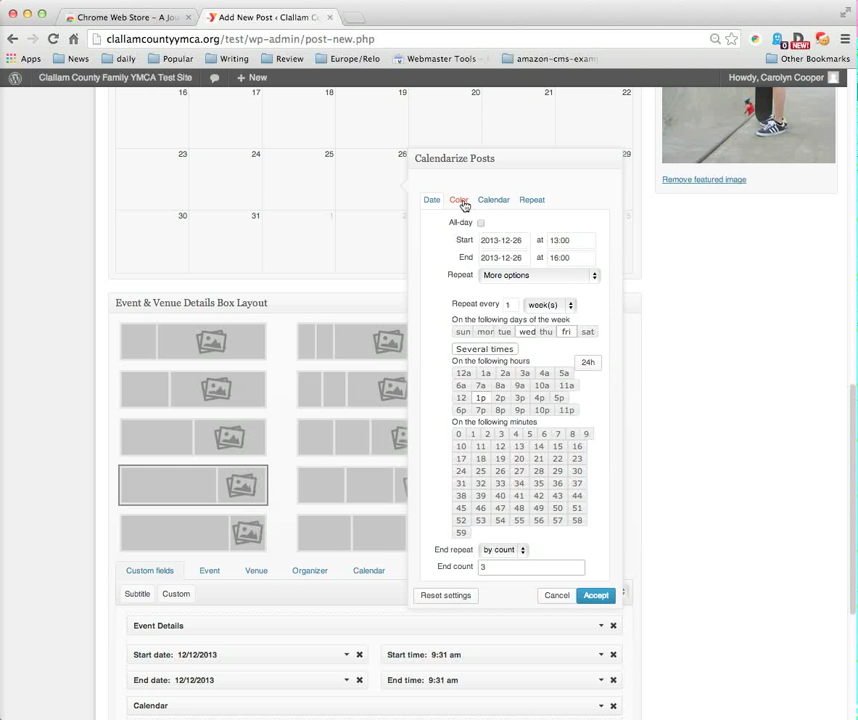 Chrome Web Store – A Jou
Add New Post ‹ Clallam C
clallamcountyymca.org/test/wp-admin/post-new.php
Apps News daily Popular Writing Review Europe/Relo Webmaster Tools - amazon-cms-exam Other Bookmarks
Clallam County Family YMCA Test Site + New Howdy, Carolyn Cooper
16 17 18 19 20 21 22
23 24 25 26 29
30 31 1
Calendarize Posts
Remove featured image
Date Color Calendar Repeat
All-day
Start 2013-12-26 at 13:00
End 2013-12-26 at 16:00
Repeat More options
Event & Venue Details Box Layout
Repeat every 1 week(s)
On the following days of the week
sun mon tue wed thu fri sat
Several times
On the following hours 24h
12a 1a 2a 3a 4a 5a
6a 7a 8a 9a 10a 11a
12 1p 2p 3p 4p 5p
6p 7p 8p 9p 10p 11p
On the following minutes
0 1 2 3 4 5 6 7 8 9
10 11 12 13 14 15 16
17 18 19 20 21 22 23
24 25 26 27 28 29 30
31 32 33 34 35 36 37
38 39 40 41 42 43 44
45 46 47 48 49 50 51
52 53 54 55 56 57 58
59
End repeat by count
End count 3
Reset settings Cancel Accept
Custom fields Event Venue Organizer Calendar
Subtitle Custom
Event Details
Start date: 12/12/2013 Start time: 9:31 am
End date: 12/12/2013 End time: 9:31 am
Calendar